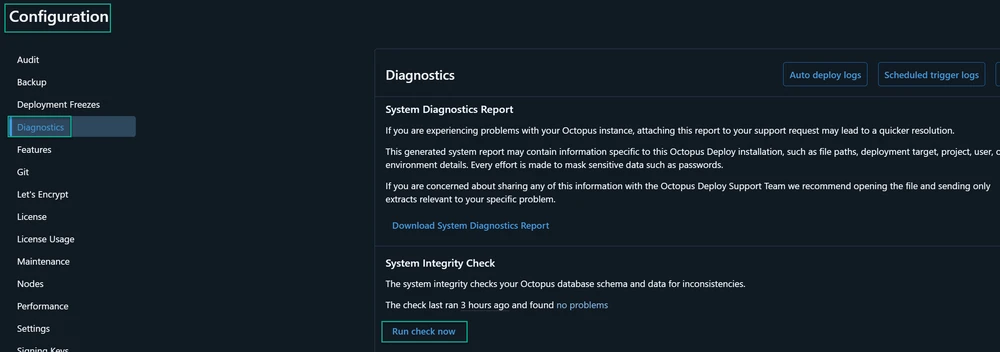 Configuration
Audit
Backup
Deployment Freezes
Diagnostics
Features
Git
Let's Encrypt
License
License Usage
Maintenance
Nodes
Performance
Settings
Signing Keys
Diagnostics
Auto deploy logs
Scheduled trigger logs
System Diagnostics Report
If you are experiencing problems with your Octopus instance, attaching this report to your support request may lead to a quicker resolution.
This generated system report may contain information specific to this Octopus Deploy installation, such as file paths, deployment target, project, user,
environment details. Every effort is made to mask sensitive data such as passwords.
If you are concerned about sharing any of this information with the Octopus Deploy Support Team we recommend opening the file and sending only
extracts relevant to your specific problem.
Download System Diagnostics Report
System Integrity Check
The system integrity checks your Octopus database schema and data for inconsistencies.
The check last ran 3 hours ago and found no problems
Run check now